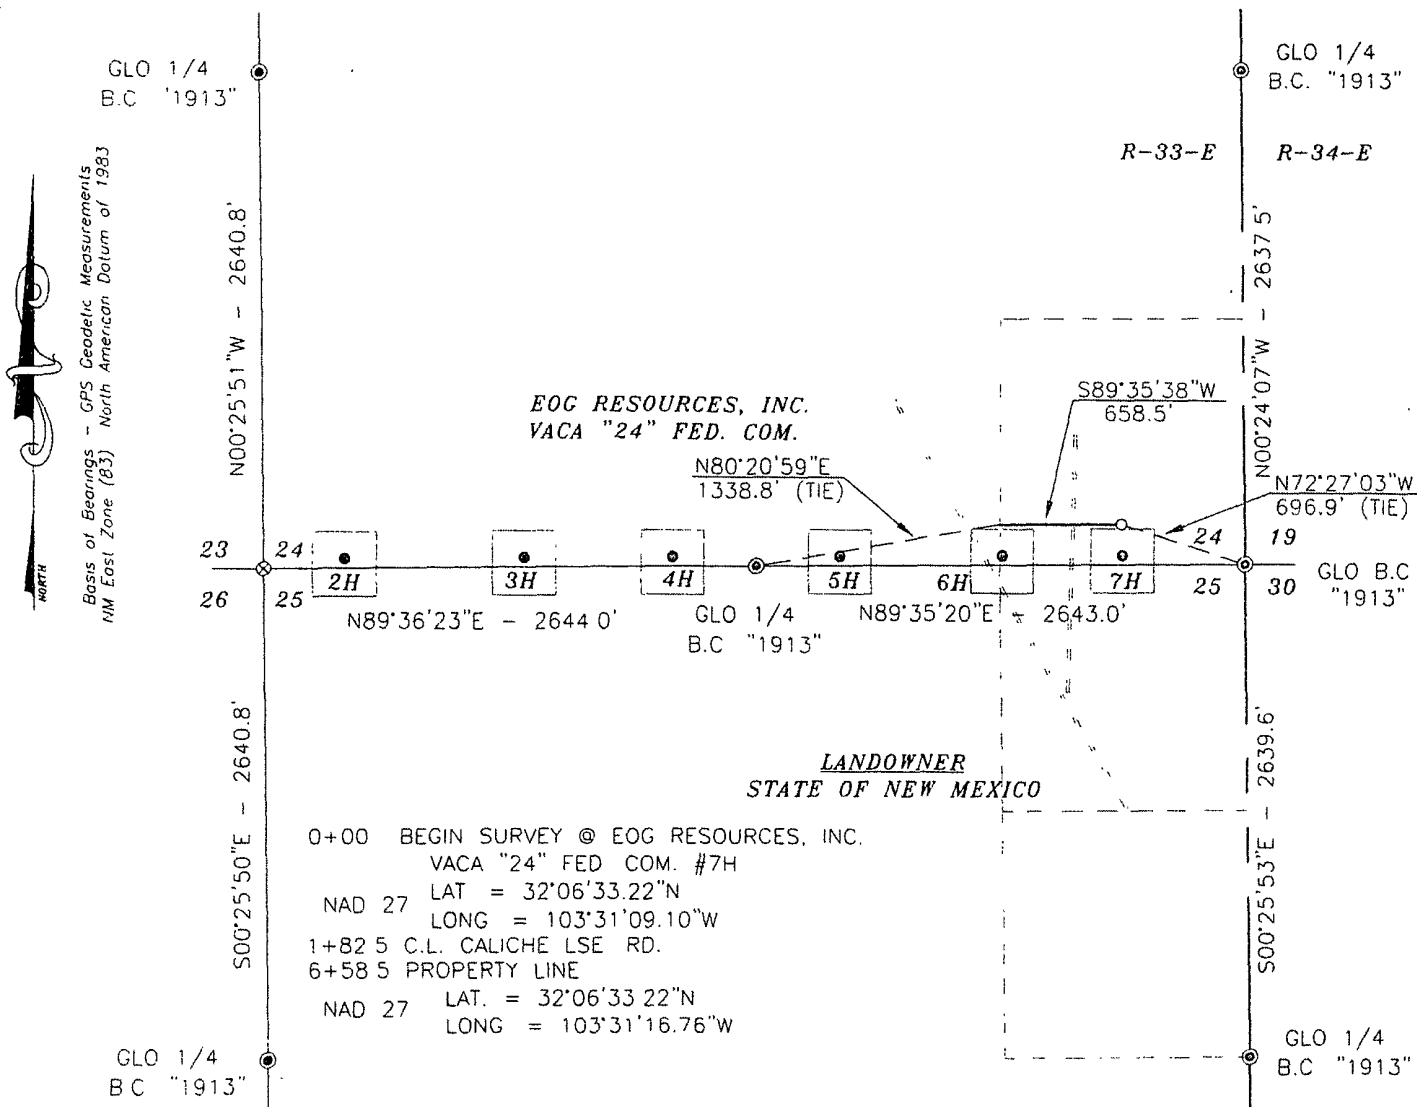 GLO 1/4
B.C '1913"
GLO 1/4
B.C. "1913"
R-33-E
R-34-E
Basis of Bearings - GPS Geodetic Measurements
NM East Zone (83) North American Datum of 1983
NORTH
N00°25'51"W - 2640.8'
N00°24'07"W - 2637 5'
EOG RESOURCES, INC.
VACA "24" FED. COM.
S89°35'38"W
658.5'
N80°20'59"E
1338.8' (TIE)
N72°27'03"W
696.9' (TIE)
23 24
26 25
24 19
25 30
2H
3H
4H
5H
6H
7H
GLO B.C
"1913"
N89°36'23"E - 2644 0'
GLO 1/4
B.C "1913"
N89°35'20"E - 2643.0'
S00°25'50"E - 2640.8'
S00°25'53"E - 2639.6'
LANDOWNER
STATE OF NEW MEXICO
0+00 BEGIN SURVEY @ EOG RESOURCES, INC.
VACA "24" FED COM. #7H
NAD 27
LAT = 32°06'33.22"N
LONG = 103°31'09.10"W
1+82 5 C.L. CALICHE LSE RD.
6+58 5 PROPERTY LINE
NAD 27
LAT. = 32°06'33 22"N
LONG = 103°31'16.76"W
GLO 1/4
B C "1913"
GLO 1/4
B.C "1913"